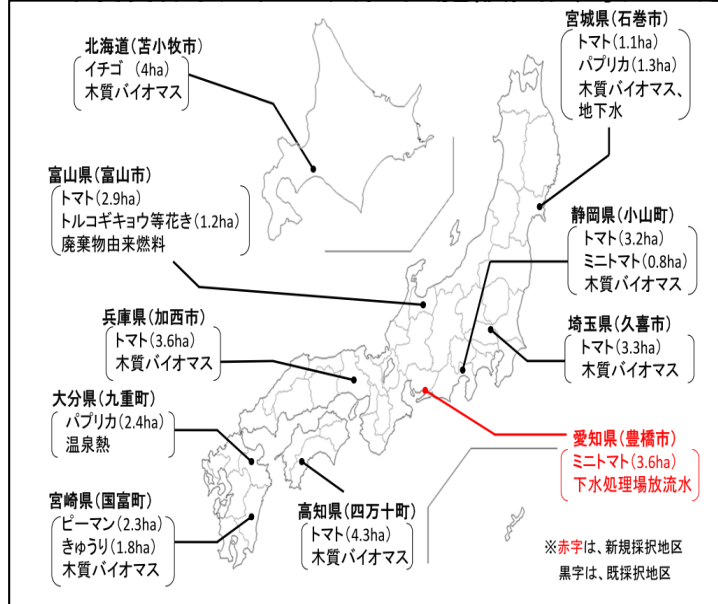 北海道(苫小牧市)
イチゴ (4ha)
木質バイオマス
宮城県(石巻市)
トマト(1.1ha)
パプリカ(1.3ha)
木質バイオマス、
地下水
富山県(富山市)
トマト(2.9ha)
トルコギキョウ等花き(1.2ha)
廃棄物由来燃料
静岡県(小山町)
トマト(3.2ha)
ミニトマト(0.8ha)
木質バイオマス
兵庫県(加西市)
トマト(3.6ha)
木質バイオマス
埼玉県(久喜市)
トマト(3.3ha)
木質バイオマス
大分県(九重町)
パプリカ(2.4ha)
温泉熱
愛知県(豊橋市)
ミニトマト(3.6ha)
下水処理場放流水
宮崎県(国富町)
ピーマン(2.3ha)
きゅうり(1.8ha)
木質バイオマス
高知県(四万十町)
トマト(4.3ha)
木質バイオマス
※赤字は、新規採択地区
黒字は、既採択地区